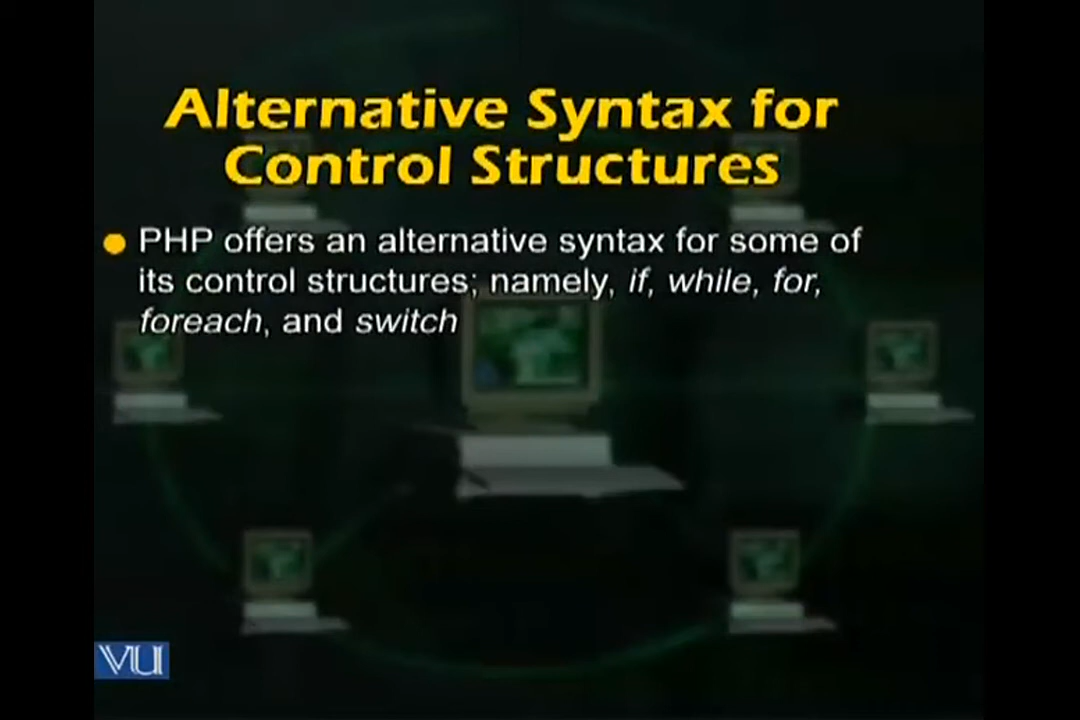 Alternative Syntax for
Control Structures
PHP offers an alternative syntax for some of
its control structures; namely, if, while, for,
foreach, and switch
VU